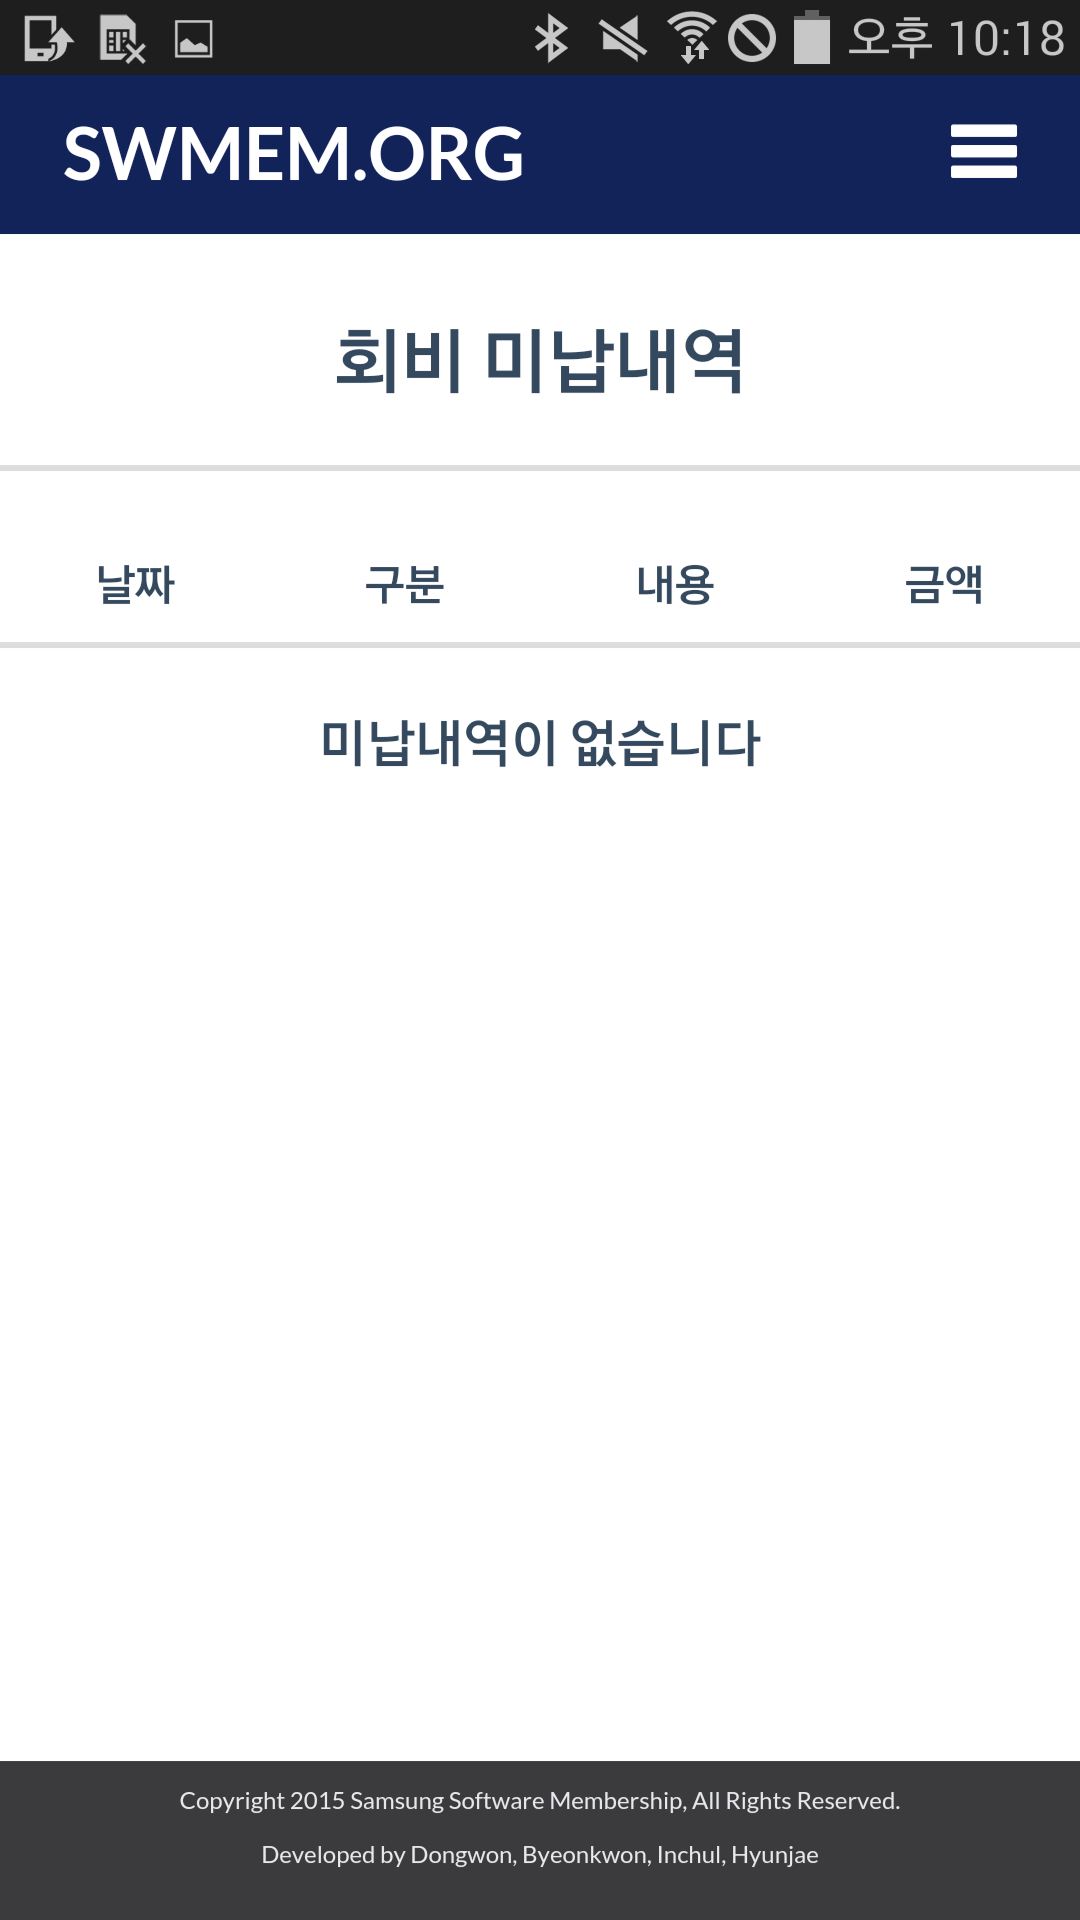 오후 10:18
SWMEM.ORG
회비 미납내역
날짜 구분 내용 금액
미납내역이 없습니다
Copyright 2015 Samsung Software Membership, All Rights Reserved.
Developed by Dongwon, Byeonkwon, Inchul, Hyunjae